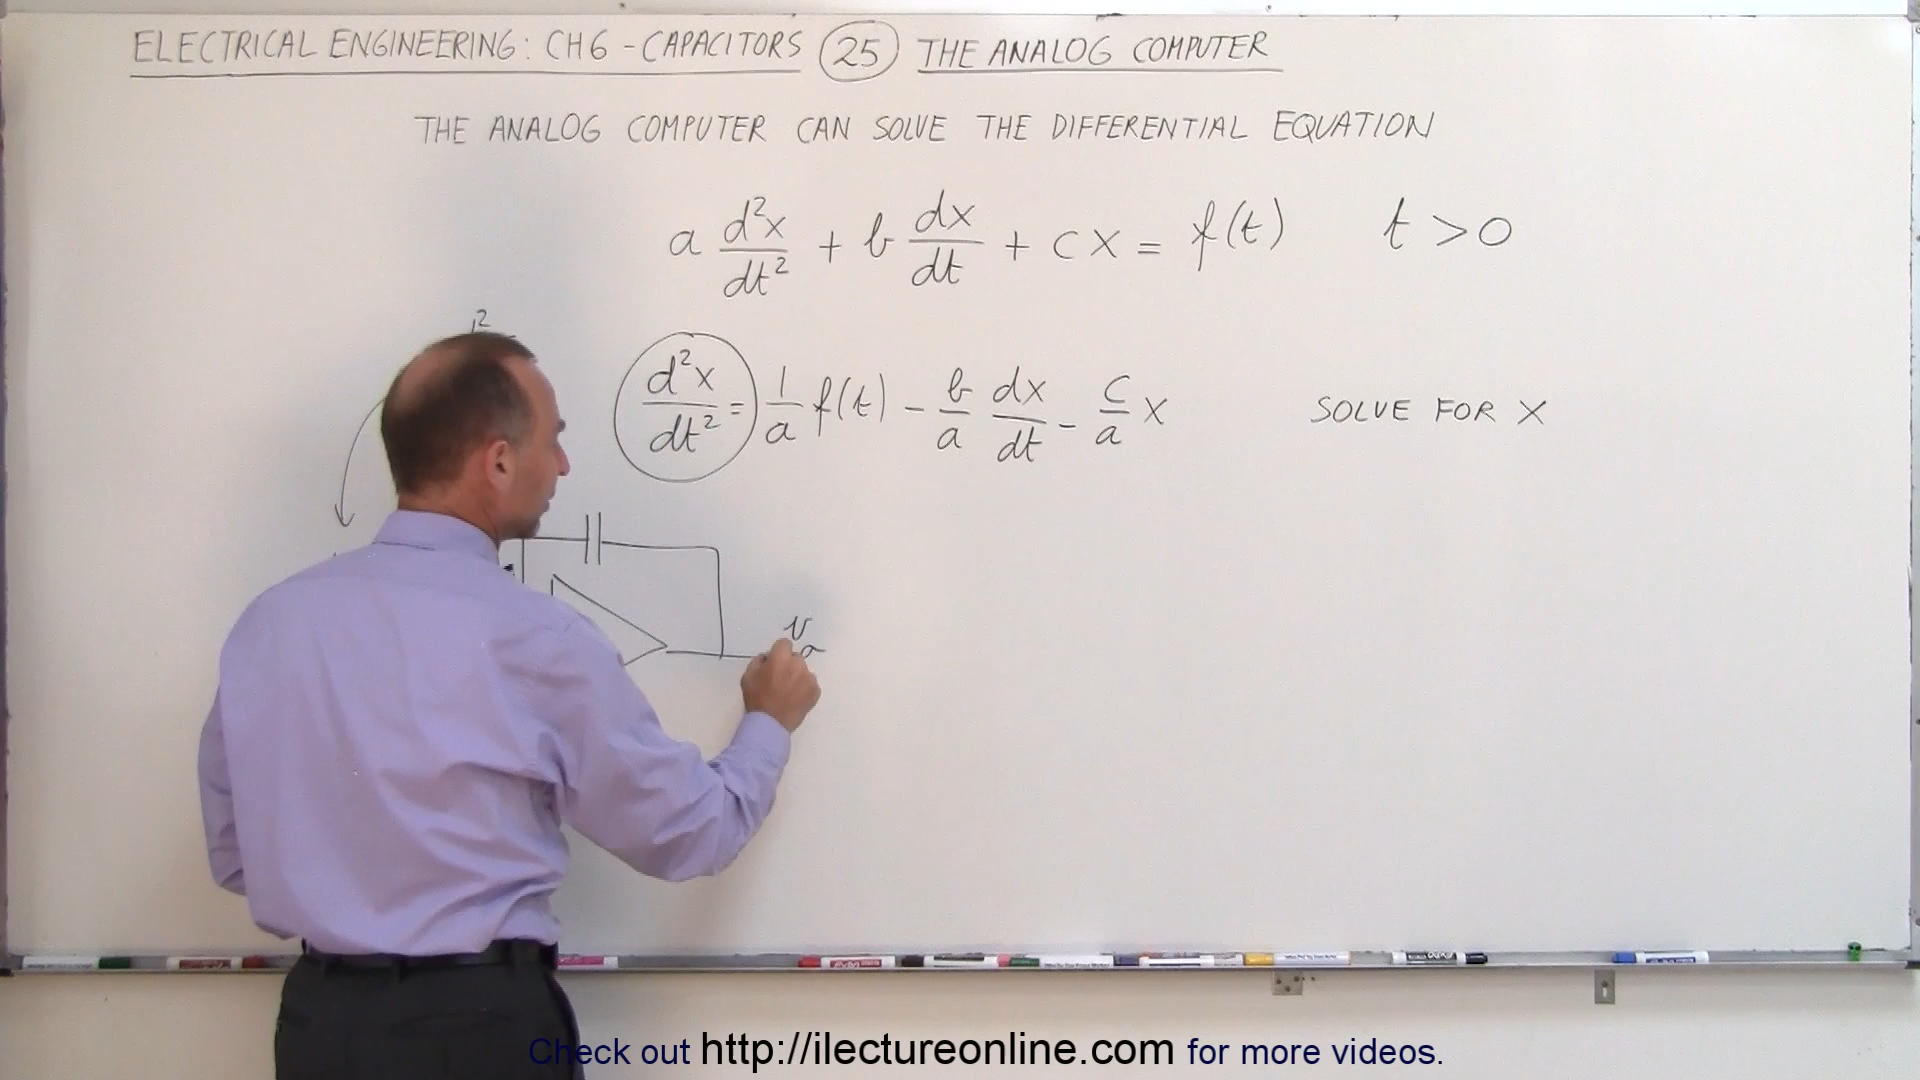 ELECTRICAL ENGINEERING: CH 6 - CAPACITORS (25) THE ANALOG COMPUTER
THE ANALOG COMPUTER CAN SOLVE THE DIFFERENTIAL EQUATION
a d²x/dt² + b dx/dt + cx = f(t) t > 0
d²x/dt² = 1/a f(t) - b/a dx/dt - c/a x SOLVE FOR X
Check out http://ilectureonline.com for more videos.